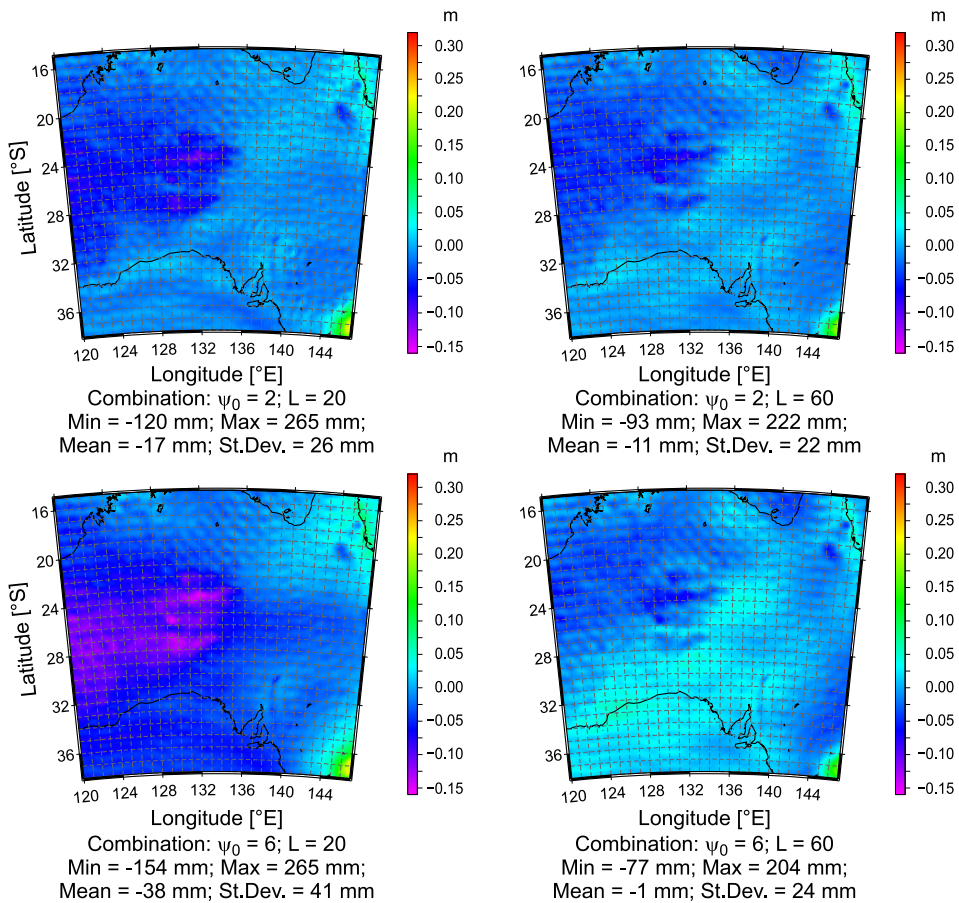 m
m
16
20
24
28
32
36
Latitude [°S]
0.30
0.25
0.20
0.15
0.10
0.05
0.00
−0.05
−0.10
−0.15
16
20
24
28
32
36
0.30
0.25
0.20
0.15
0.10
0.05
0.00
−0.05
−0.10
−0.15
120 124 128 132 136 140 144
120 124 128 132 136 140 144
Longitude [°E]
Longitude [°E]
Combination: ψ₀ = 2; L = 20
Min = -120 mm; Max = 265 mm;
Mean = -17 mm; St.Dev. = 26 mm
Combination: ψ₀ = 2; L = 60
Min = -93 mm; Max = 222 mm;
Mean = -11 mm; St.Dev. = 22 mm
m
m
16
20
24
28
32
36
Latitude [°S]
0.30
0.25
0.20
0.15
0.10
0.05
0.00
−0.05
−0.10
−0.15
16
20
24
28
32
36
0.30
0.25
0.20
0.15
0.10
0.05
0.00
−0.05
−0.10
−0.15
120 124 128 132 136 140 144
120 124 128 132 136 140 144
Longitude [°E]
Longitude [°E]
Combination: ψ₀ = 6; L = 20
Min = -154 mm; Max = 265 mm;
Mean = -38 mm; St.Dev. = 41 mm
Combination: ψ₀ = 6; L = 60
Min = -77 mm; Max = 204 mm;
Mean = -1 mm; St.Dev. = 24 mm